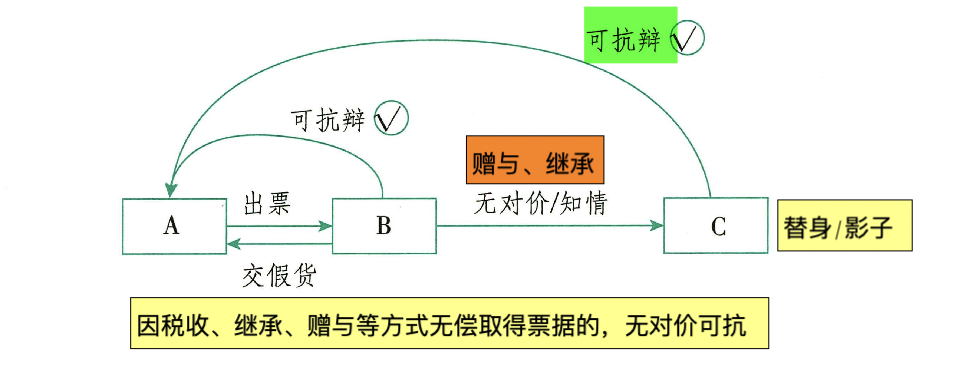 可抗辩
可抗辩
赠与、继承
出票
无对价/知情
A
B
C
替身/影子
交假货
因税收、继承、赠与等方式无偿取得票据的，无对价可抗